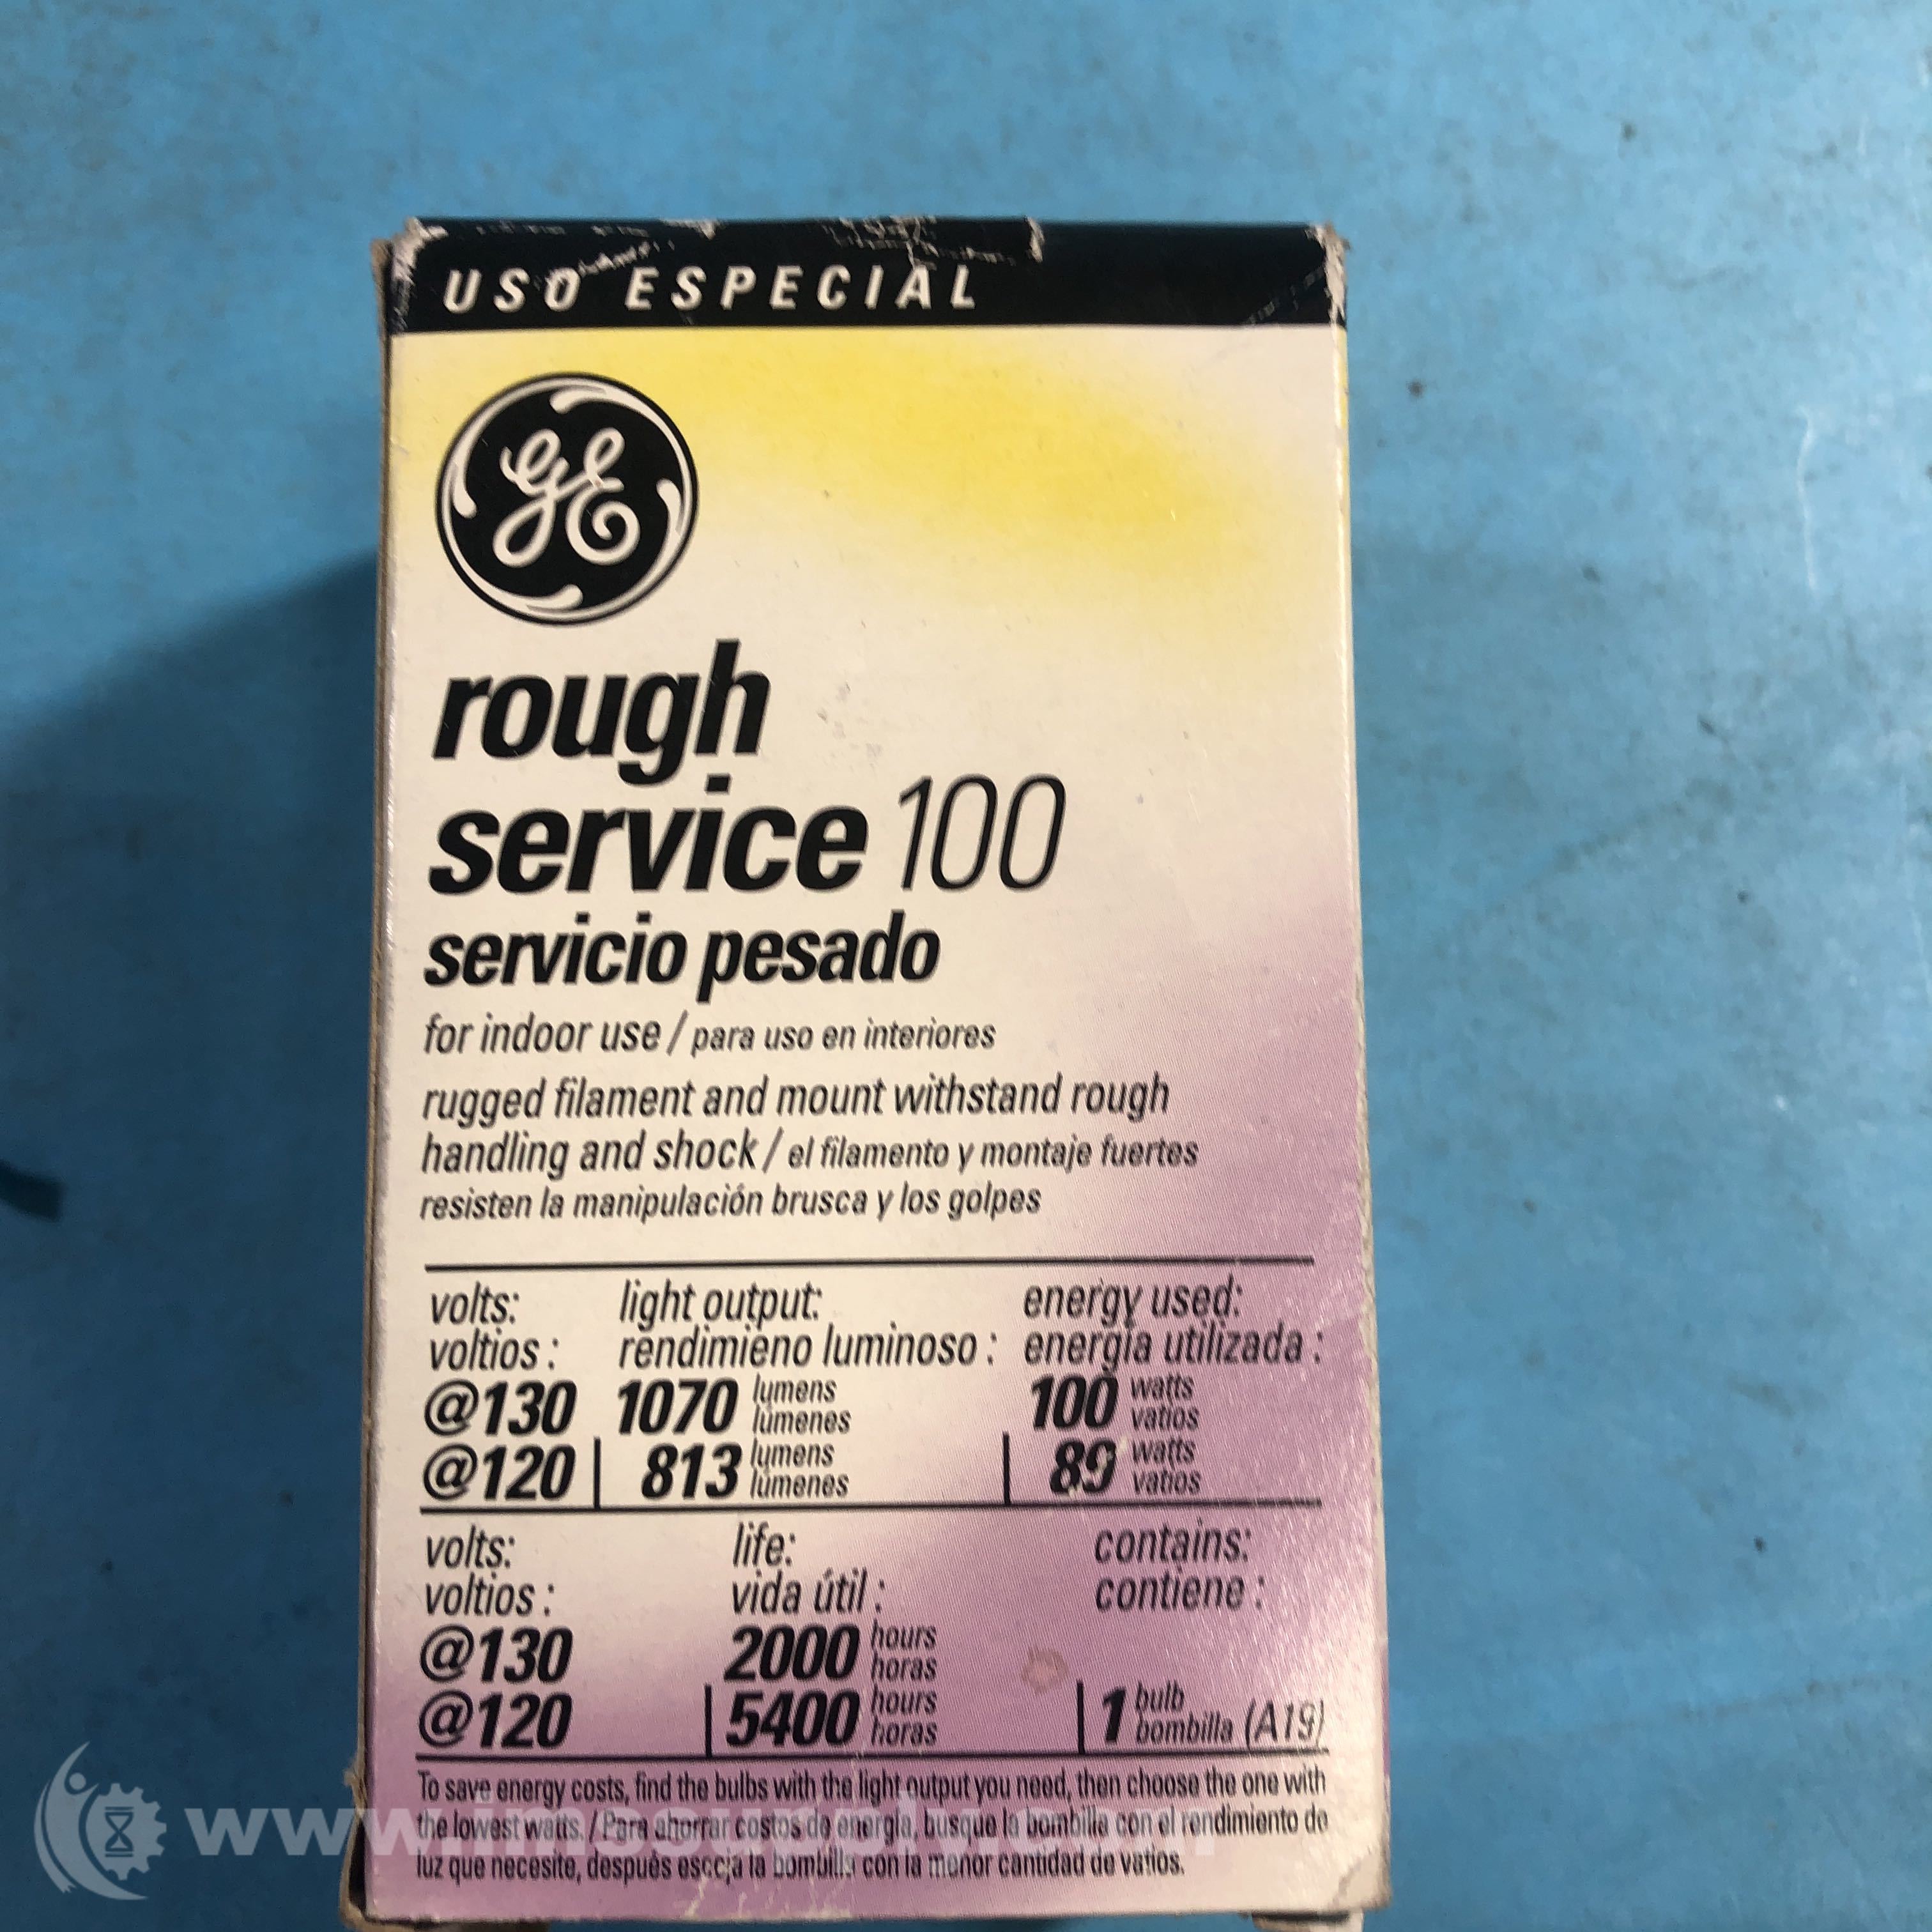 USO ESPECIAL
GE
rough
service 100
servicio pesado
for indoor use / para uso en interiores
rugged filament and mount withstand rough
handling and shock / el filamento y montaje fuertes
resisten la manipulación brusca y los golpes
volts: light output: energy used:
voltios : rendimieno luminoso : energía utilizada :
@130 1070 lumens lúmenes 100 watts vatios
@120 813 lumens lúmenes 89 watts vatios
volts: life: contains:
voltios : vida útil : contiene :
@130 2000 hours horas
@120 5400 hours horas 1 bulb bombilla (A19)
To save energy costs, find the bulbs with the light output you need, then choose the one with
the lowest watts. / Para ahorrar costos de energía, busque la bombilla con el rendimiento de
luz que necesite, después escoja la bombilla con la menor cantidad de vatios.
www.imssupply.com